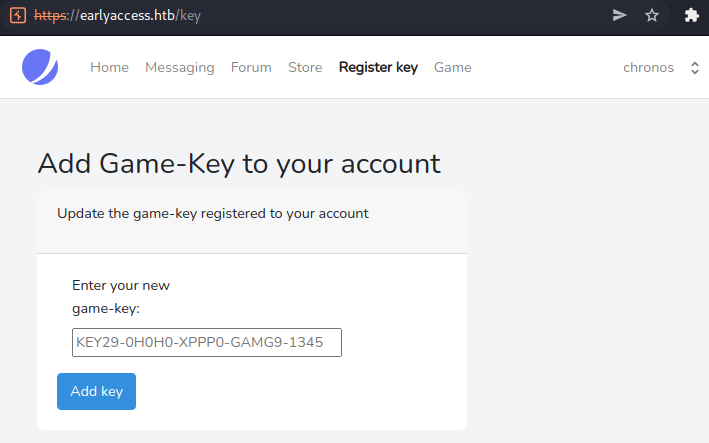 https://earlyaccess.htb/key
Home Messaging Forum Store Register key Game chronos
Add Game-Key to your account
Update the game-key registered to your account
Enter your new
game-key:
KEY29-0H0H0-XPPP0-GAMG9-1345
Add key